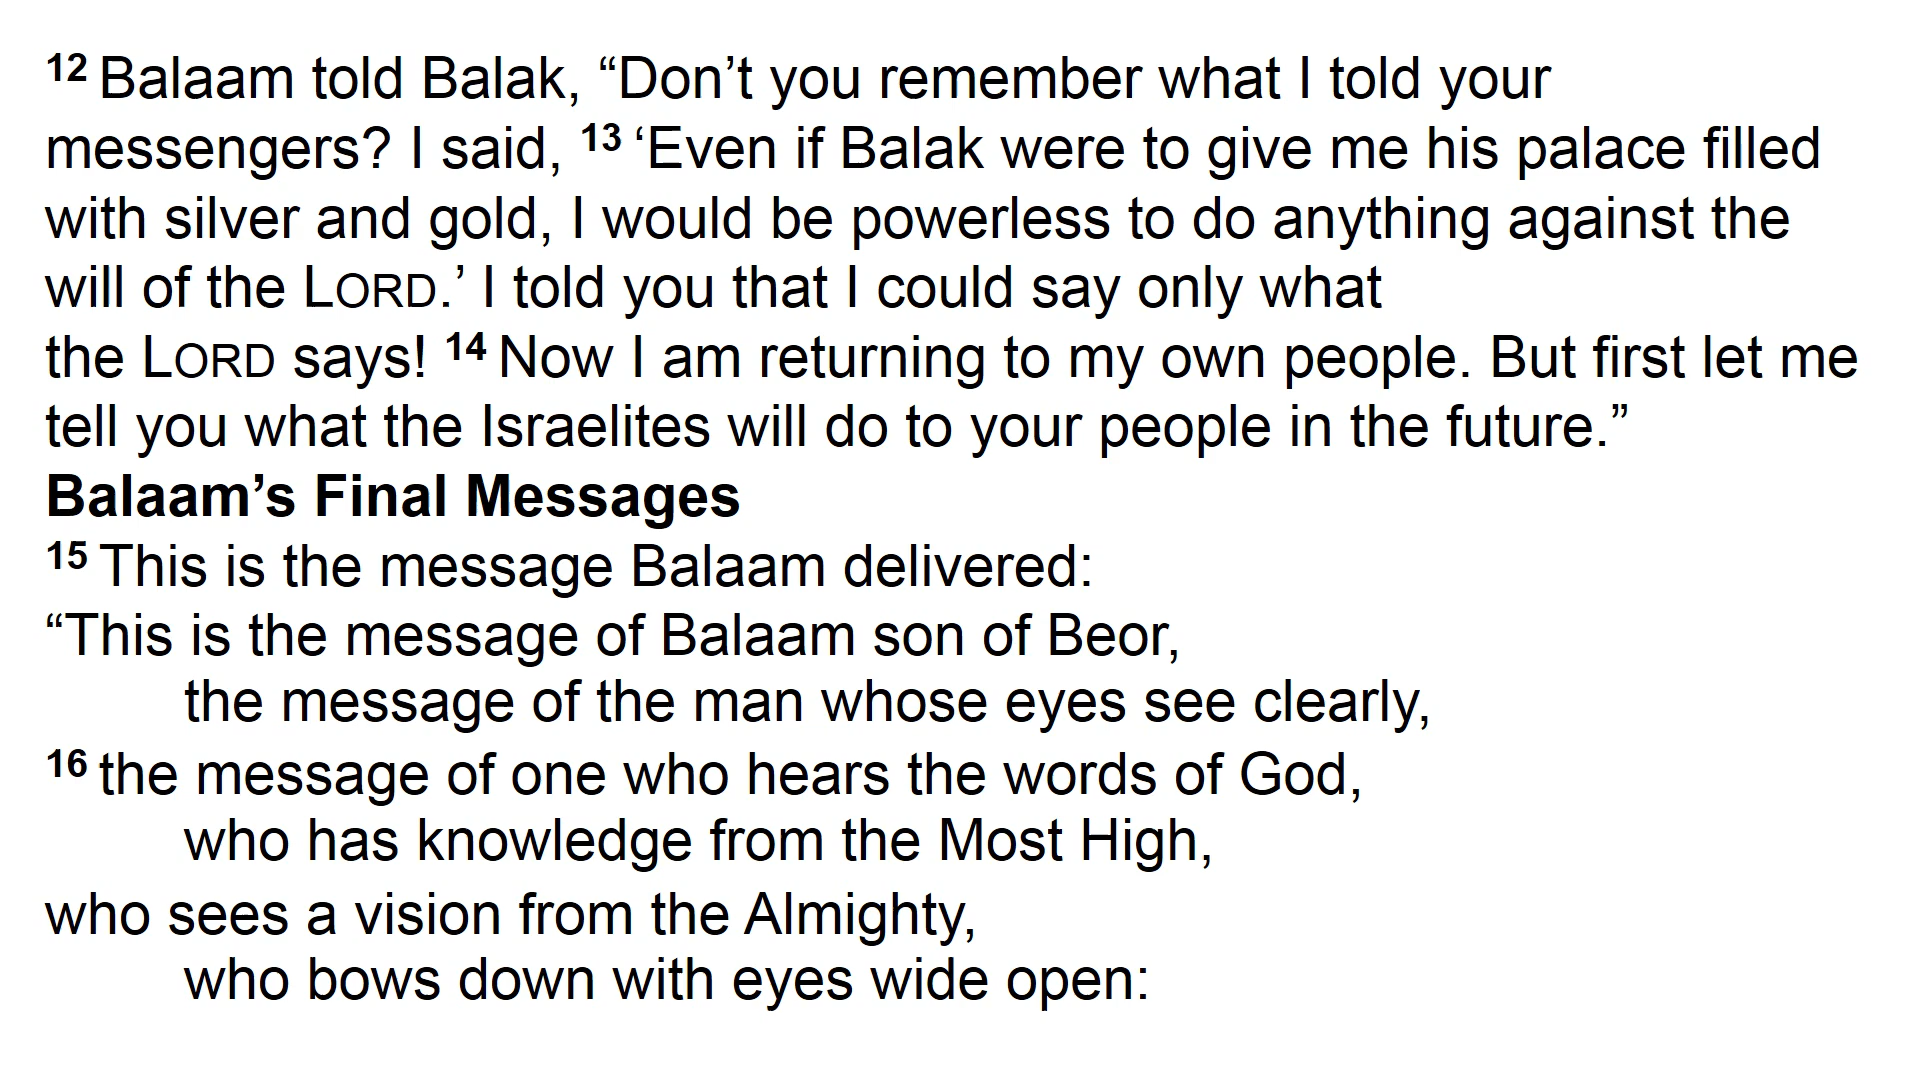 12 Balaam told Balak, “Don’t you remember what I told your
messengers? I said, 13 ‘Even if Balak were to give me his palace filled
with silver and gold, I would be powerless to do anything against the
will of the LORD.’ I told you that I could say only what
the LORD says! 14 Now I am returning to my own people. But first let me
tell you what the Israelites will do to your people in the future.”
Balaam’s Final Messages
15 This is the message Balaam delivered:
“This is the message of Balaam son of Beor,
the message of the man whose eyes see clearly,
16 the message of one who hears the words of God,
who has knowledge from the Most High,
who sees a vision from the Almighty,
who bows down with eyes wide open: